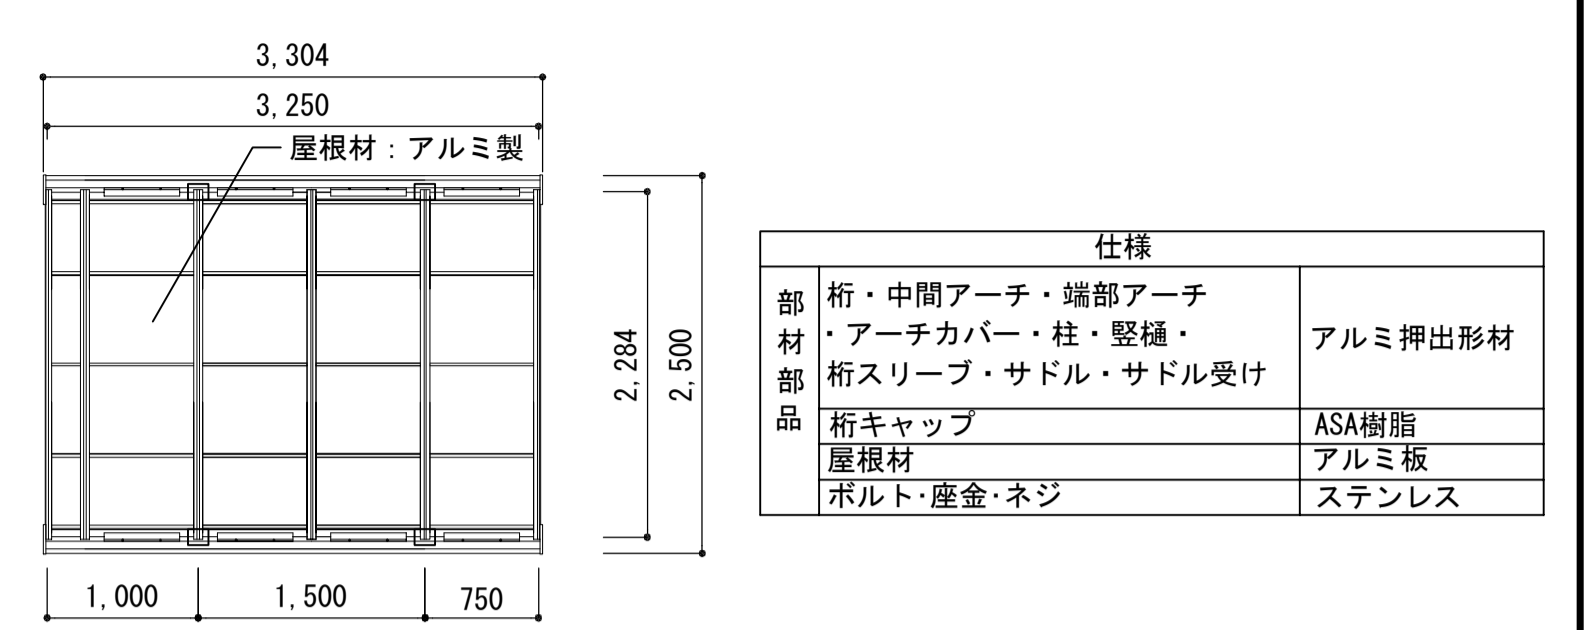 3,304
3,250
屋根材：アルミ製
2,284
2,500
1,000
1,500
750
仕様
部材部品
桁・中間アーチ・端部アーチ
・アーチカバー・柱・竪樋・
桁スリーブ・サドル・サドル受け
アルミ押出形材
桁キャップ
ASA樹脂
屋根材
アルミ板
ボルト･座金･ネジ
ステンレス